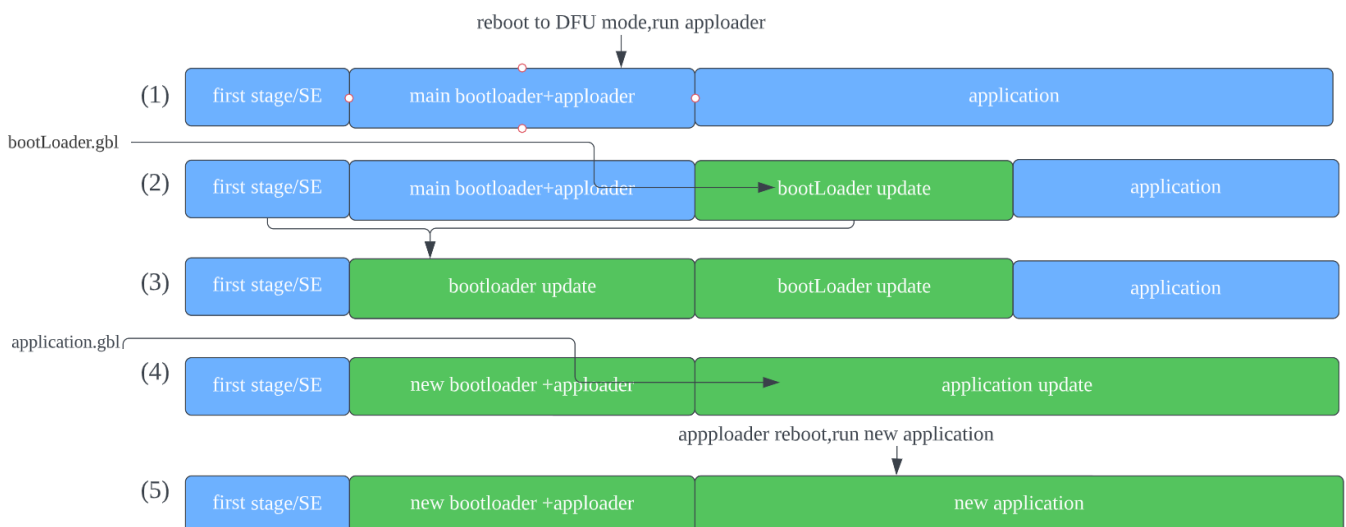 reboot to DFU mode,run apploader
(1) first stage/SE main bootloader+apploader application
bootLoader.gbl
(2) first stage/SE main bootloader+apploader bootLoader update application
(3) first stage/SE bootloader update bootLoader update application
application.gbl
(4) first stage/SE new bootloader +apploader application update
appploader reboot,run new application
(5) first stage/SE new bootloader +apploader new application